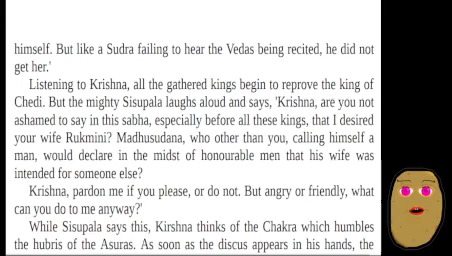 himself. But like a Sudra failing to hear the Vedas being recited, he did not
get her.'
Listening to Krishna, all the gathered kings begin to reprove the king of
Chedi. But the mighty Sisupala laughs aloud and says, 'Krishna, are you not
ashamed to say in this sabha, especially before all these kings, that I desired
your wife Rukmini? Madhusudana, who other than you, calling himself a
man, would declare in the midst of honourable men that his wife was
intended for someone else?
Krishna, pardon me if you please, or do not. But angry or friendly, what
can you do to me anyway?'
While Sisupala says this, Kirshna thinks of the Chakra which humbles
the hubris of the Asuras. As soon as the discus appears in his hands, the